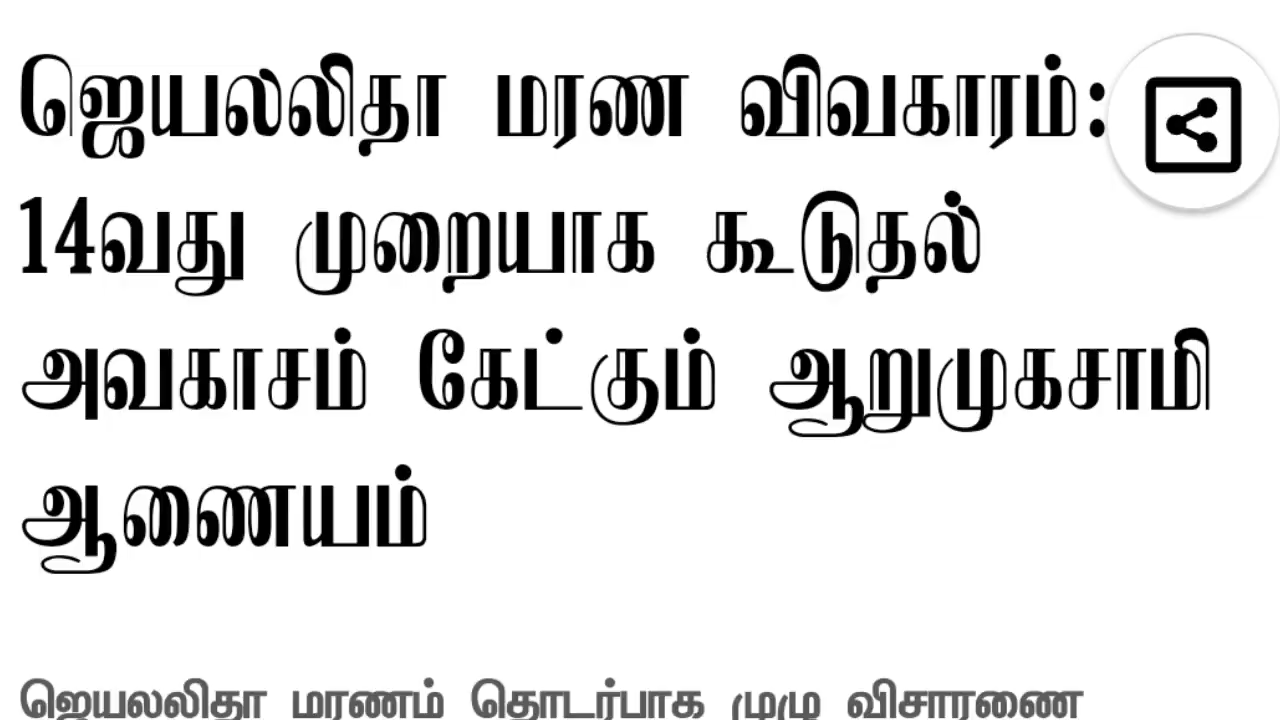 ஜெயலலிதா மரண விவகாரம்:
14வது முறையாக கூடுதல்
அவகாசம் கேட்கும் ஆறுமுகசாமி
ஆணையம்
ஜெயலலிதா மரணம் தொடர்பாக முழு விசாரணை